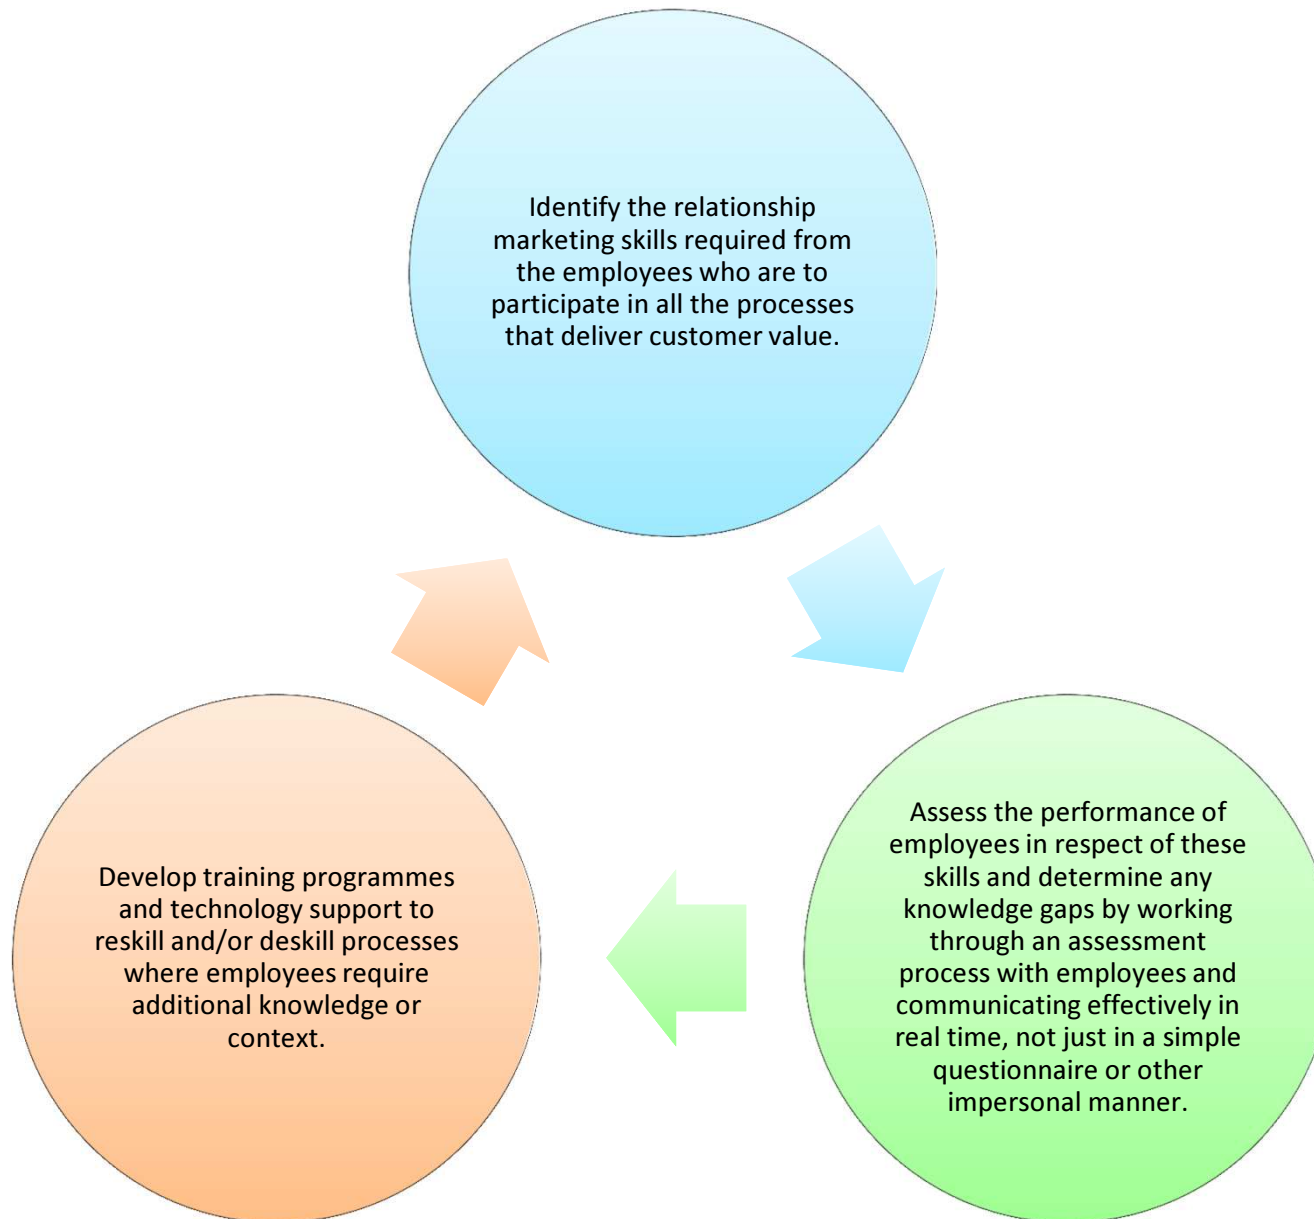 Identify the relationship
marketing skills required from
the employees who are to
participate in all the processes
that deliver customer value.
Assess the performance of
employees in respect of these
skills and determine any
knowledge gaps by working
through an assessment
process with employees and
communicating effectively in
real time, not just in a simple
questionnaire or other
impersonal manner.
Develop training programmes
and technology support to
reskill and/or deskill processes
where employees require
additional knowledge or
context.